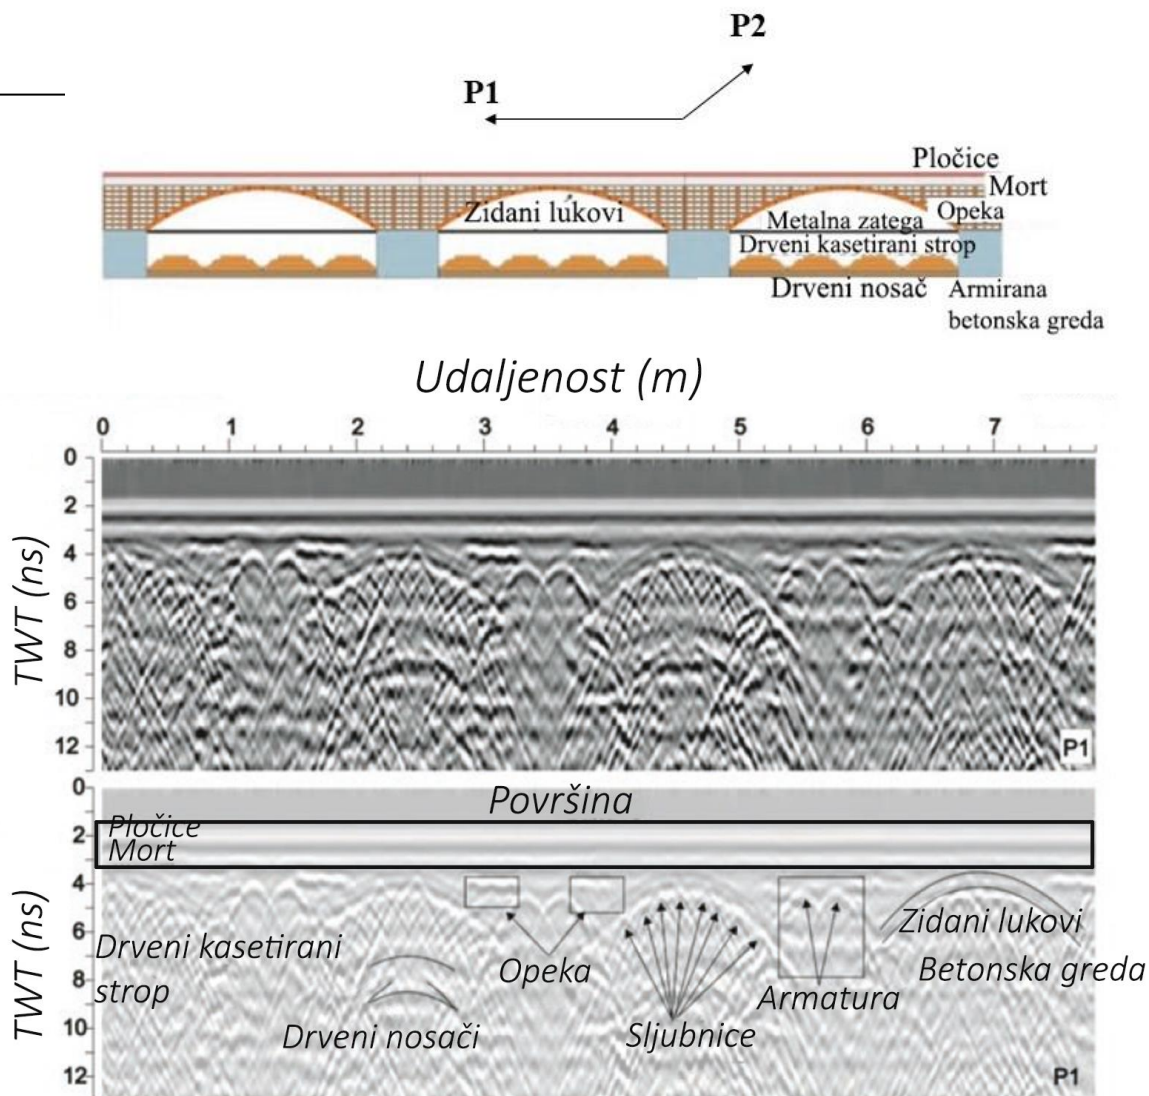 P2
P1
Pločice
Mort
Opeka
Zidani lukovi
Metalna zatega
Drveni kasetirani strop
Drveni nosač
Armirana
betonska greda
Udaljenost (m)
0 1 2 3 4 5 6 7
TWT (ns)
0
2
4
6
8
10
12
P1
TWT (ns)
0
2
4
6
8
10
12
Površina
Pločice
Mort
Drveni kasetirani
strop
Drveni nosači
Opeka
Sljubnice
Armatura
Zidani lukovi
Betonska greda
P1